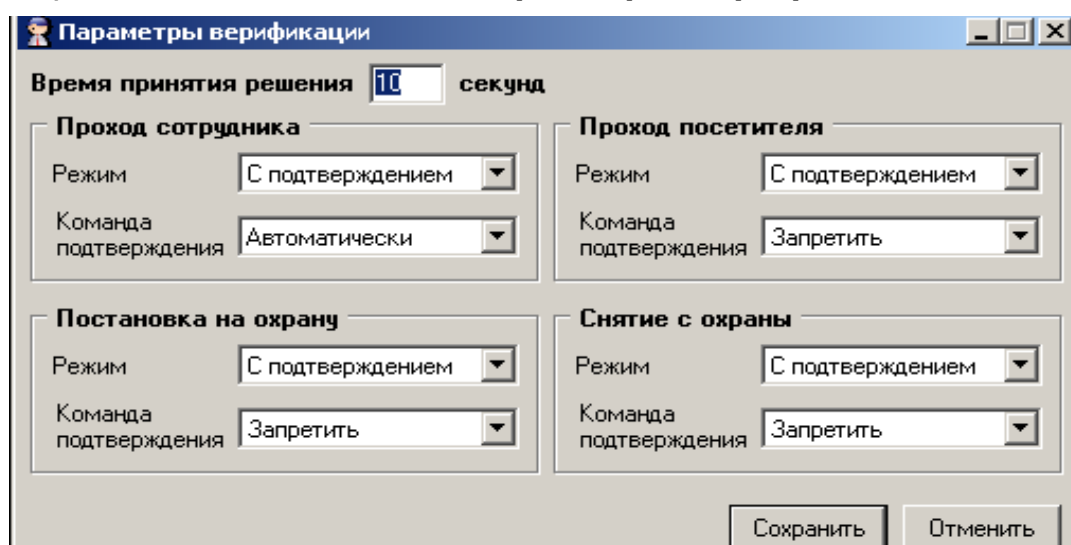 Параметры верификации
Время принятия решения 10 секунд
Проход сотрудника
Режим С подтверждением
Команда
подтверждения Автоматически
Проход посетителя
Режим С подтверждением
Команда
подтверждения Запретить
Постановка на охрану
Режим С подтверждением
Команда
подтверждения Запретить
Снятие с охраны
Режим С подтверждением
Команда
подтверждения Запретить
Сохранить Отменить